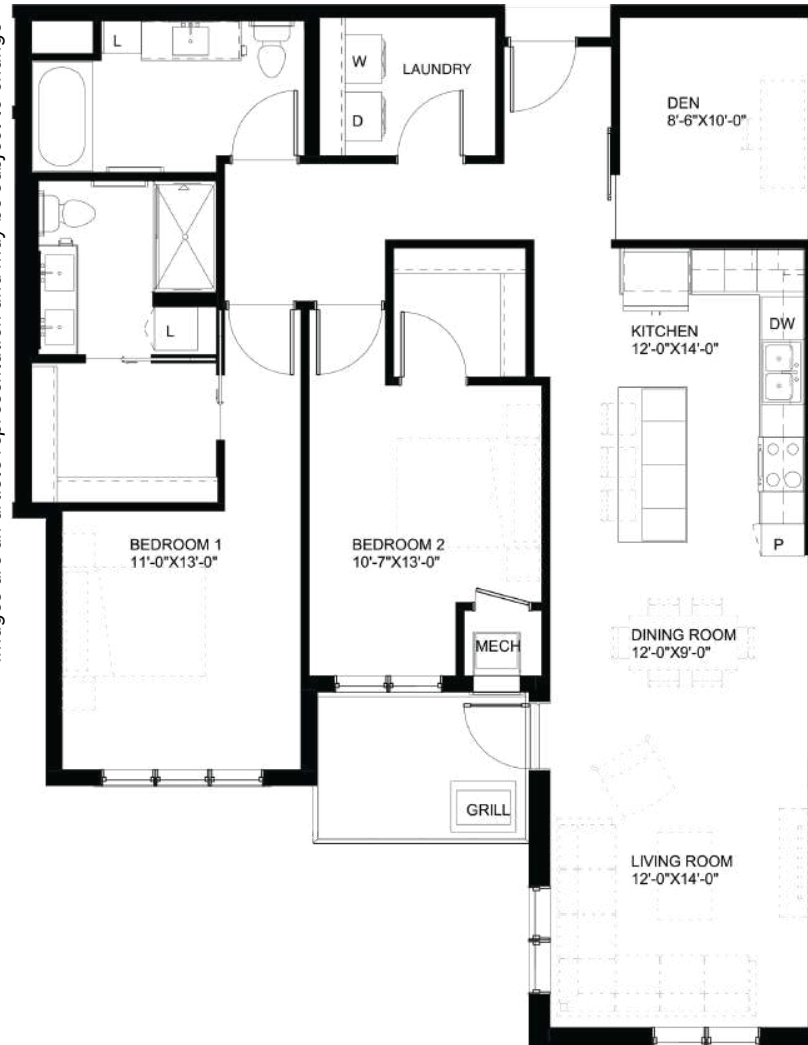 L
W
LAUNDRY
D
DEN
8'-6"X10'-0"
L
KITCHEN
12'-0"X14'-0"
DW
P
BEDROOM 1
11'-0"X13'-0"
BEDROOM 2
10'-7"X13'-0"
MECH
DINING ROOM
12'-0"X9'-0"
GRILL
LIVING ROOM
12'-0"X14'-0"